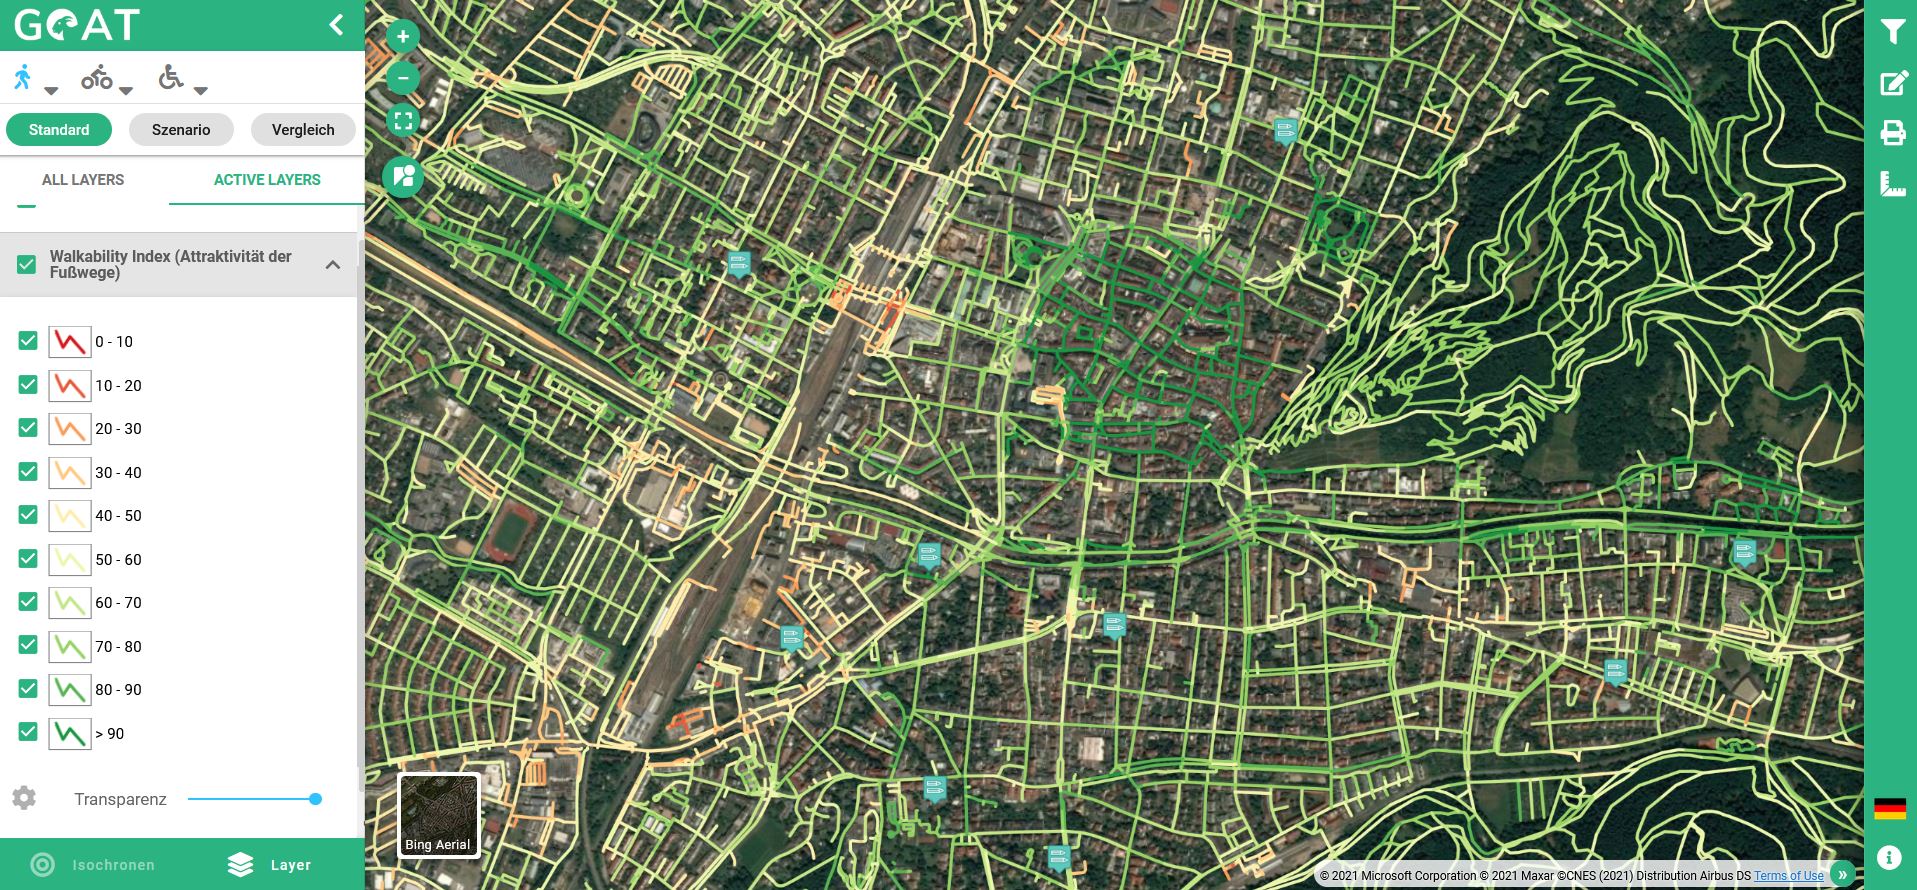 GOAT
Standard
Szenario
Vergleich
ALL LAYERS
ACTIVE LAYERS
Walkability Index (Attraktivität der
Fußwege)
0 - 10
10 - 20
20 - 30
30 - 40
40 - 50
50 - 60
60 - 70
70 - 80
80 - 90
> 90
Transparenz
Isochronen
Layer
Bing Aerial
© 2021 Microsoft Corporation © 2021 Maxar ©CNES (2021) Distribution Airbus DS Terms of Use